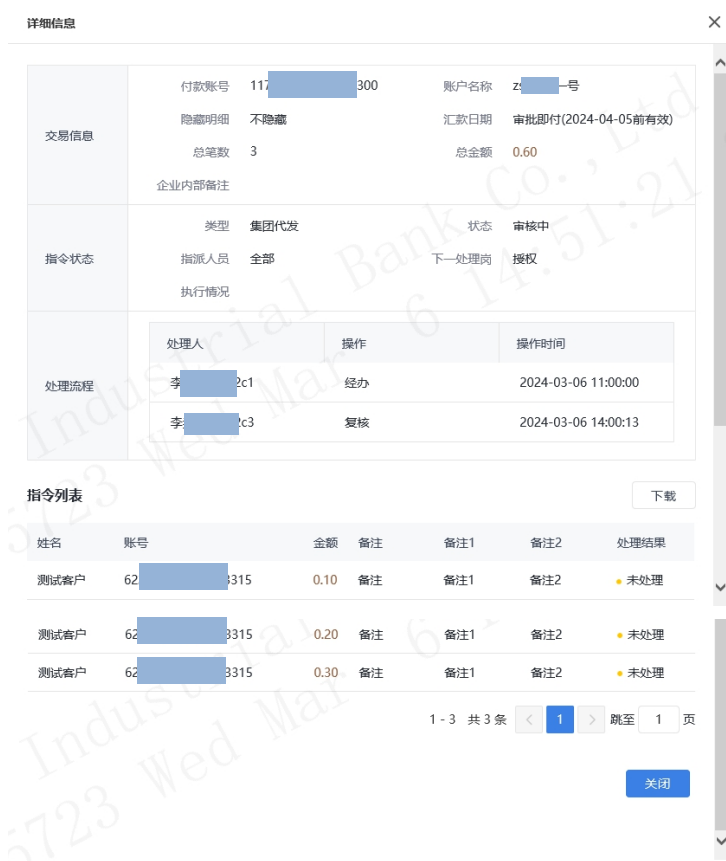 详细信息
付款账号 117 300 账户名称 zs 一号
隐藏明细 不隐藏 汇款日期 审批即付(2024-04-05前有效)
交易信息
总笔数 3 总金额 0.60
企业内部备注
类型 集团代发 状态 审核中
指令状态 指派人员 全部 下一处理岗 授权
执行情况
处理人 操作 操作时间
处理流程
李 2c1 经办 2024-03-06 11:00:00
李 2c3 复核 2024-03-06 14:00:13
指令列表 下载
姓名 账号 金额 备注 备注1 备注2 处理结果
测试客户 62 3315 0.10 备注 备注1 备注2 未处理
测试客户 62 3315 0.20 备注 备注1 备注2 未处理
测试客户 62 3315 0.30 备注 备注1 备注2 未处理
1 - 3 共 3 条 < 1 > 跳至 1 页
关闭
Industrial Bank Co.,Ltd
5723 Wed Mar 6 14:51:21
Industrial
5723 Wed Mar 6